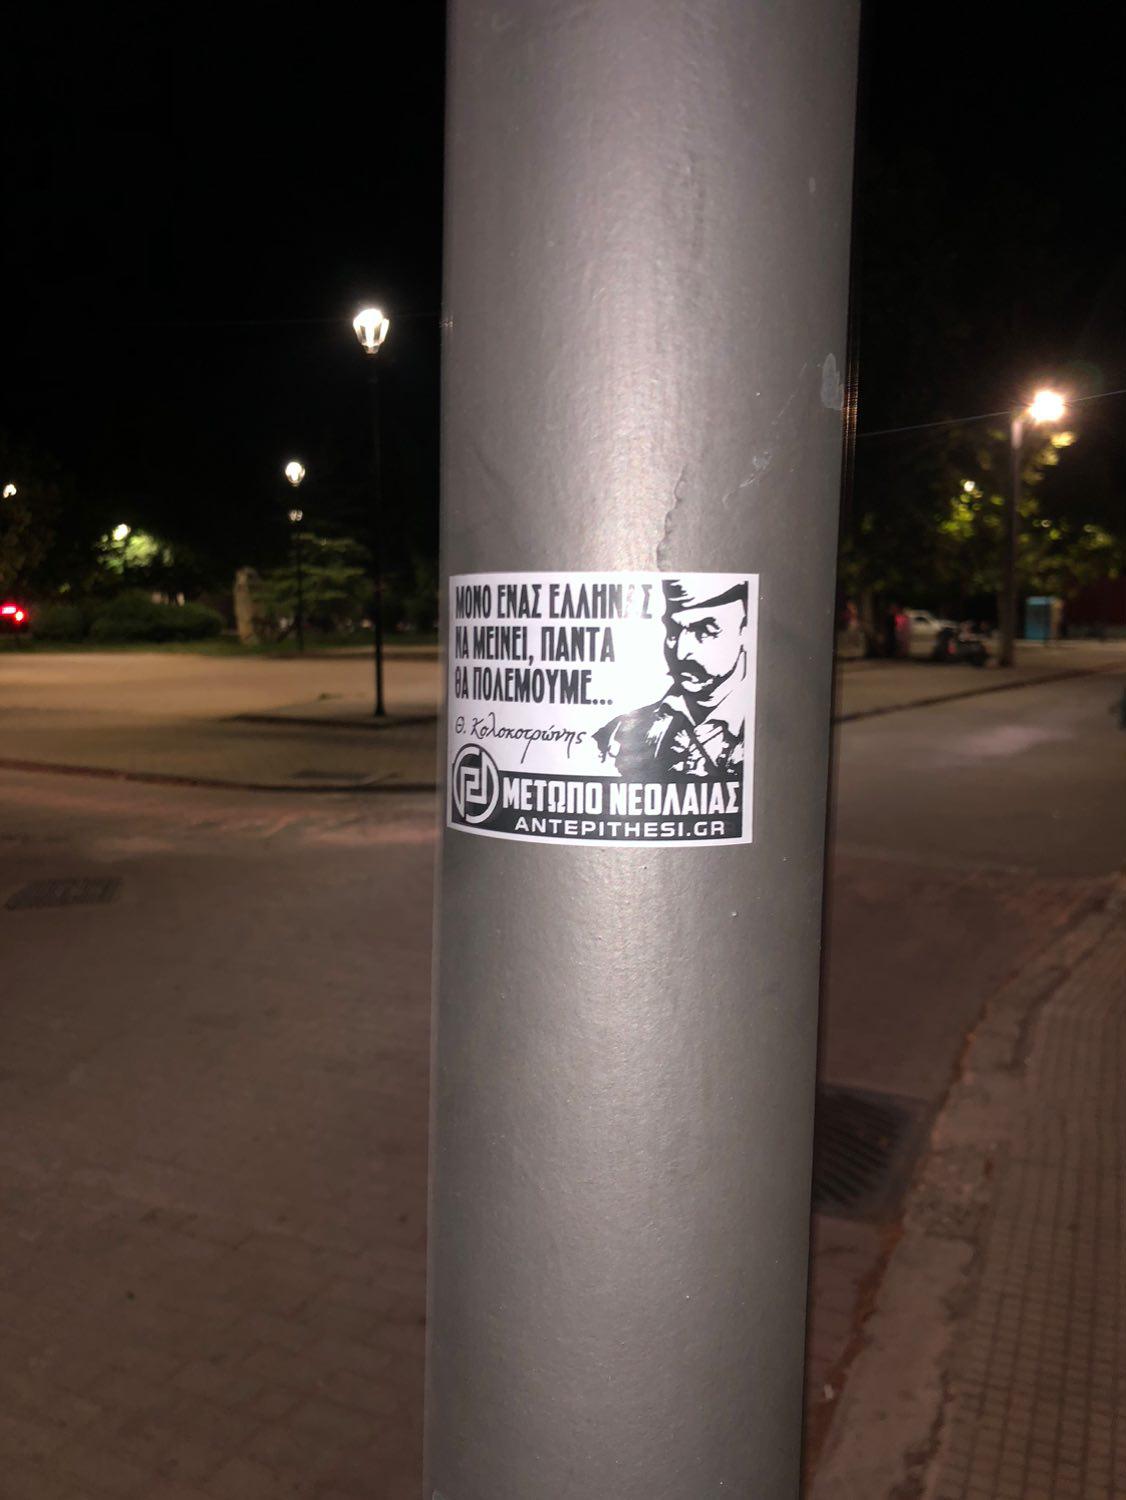 ΜΟΝΟ ΕΝΑΣ ΕΛΛΗΝΑΣ
ΝΑ ΜΕΙΝΕΙ, ΠΑΝΤΑ
ΘΑ ΠΟΛΕΜΟΥΜΕ...
Θ. Κολοκοτρώνης
ΜΕΤΩΠΟ ΝΕΟΛΑΙΑΣ
ANTEPITHESI.GR